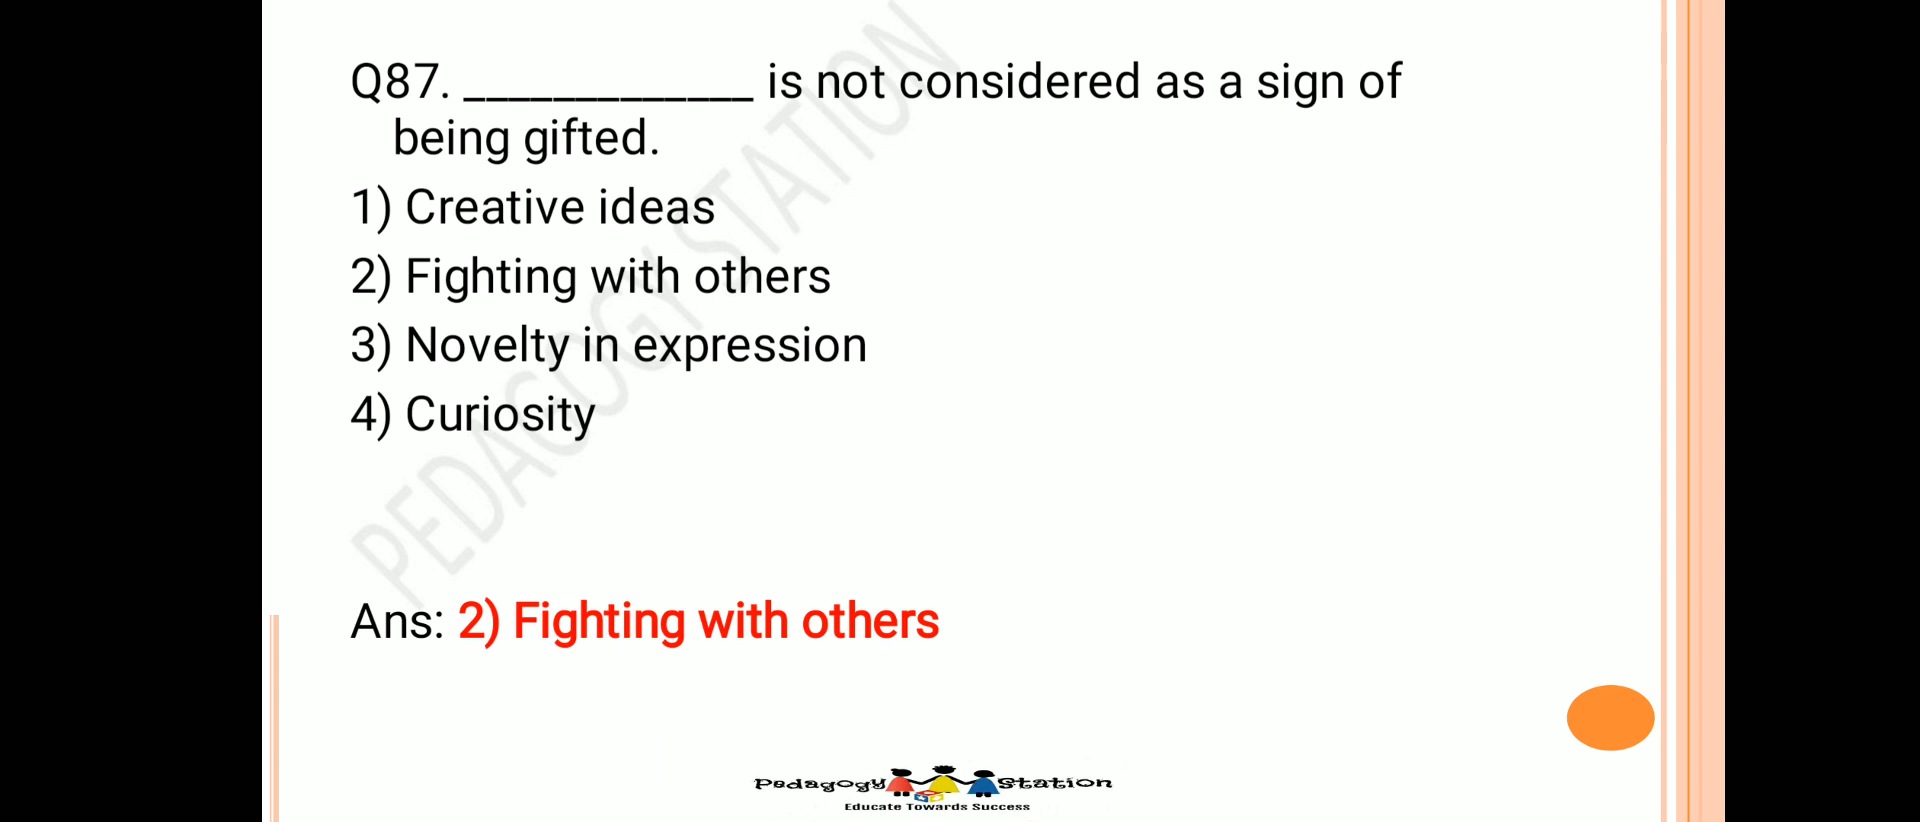 Q87. _____________ is not considered as a sign of
being gifted.
1) Creative ideas
2) Fighting with others
3) Novelty in expression
4) Curiosity
PEDAGOGY STATION
Ans: 2) Fighting with others
Pedagogy Station
Educate Towards Success